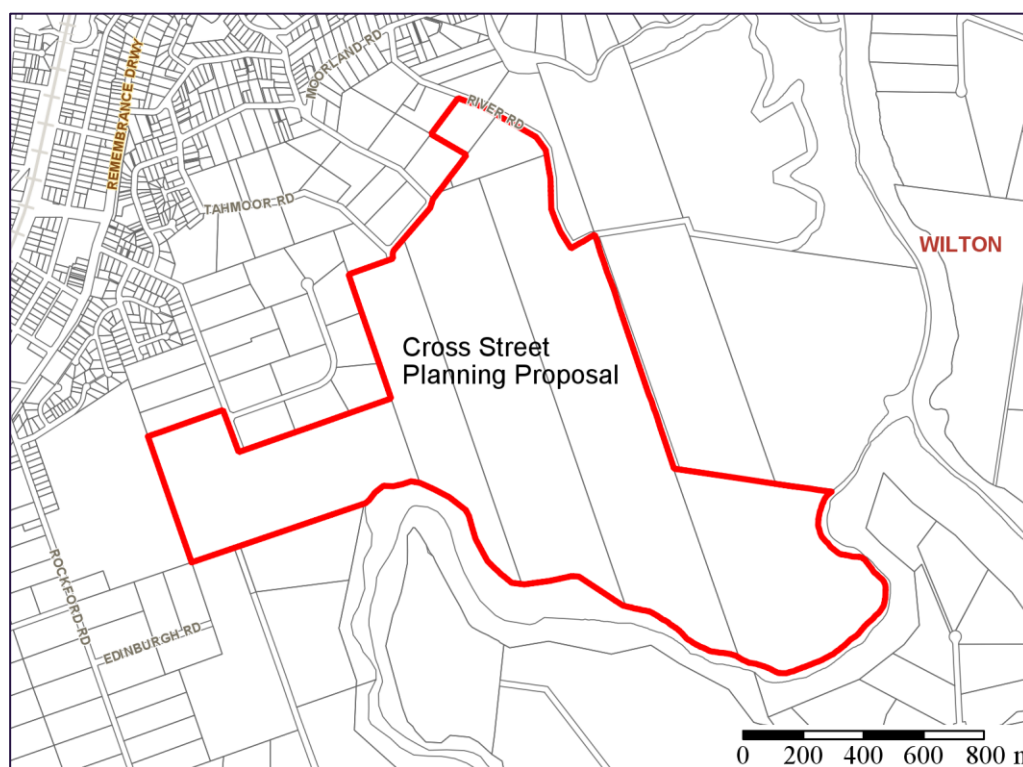 REMEMBRANCE DRWY
MOORLAND RD
RIVER RD
TAHMOOR RD
WILTON
Cross Street
Planning Proposal
ROCKFORD RD
EDINBURGH RD
0 200 400 600 800 m